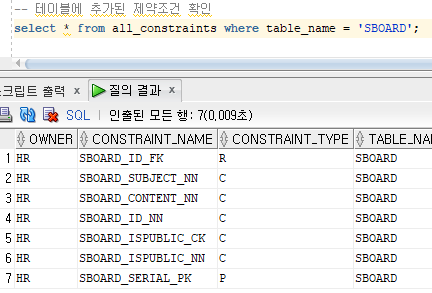 -- 테이블에 추가된 제약조건 확인
select * from all_constraints where table_name = 'SBOARD';
스크립트 출력 × 질의 결과 ×
SQL | 인출된 모든 행: 7(0,009초)
OWNER CONSTRAINT_NAME CONSTRAINT_TYPE
1 HR SBOARD_ID_FK R SBOARD
2 HR SBOARD_SUBJECT_NN C SBOARD
3 HR SBOARD_CONTENT_NN C SBOARD
4 HR SBOARD_ID_NN C SBOARD
5 HR SBOARD_ISPUBLIC_CK C SBOARD
6 HR SBOARD_ISPUBLIC_NN C SBOARD
7 HR SBOARD_SERIAL_PK P SBOARD